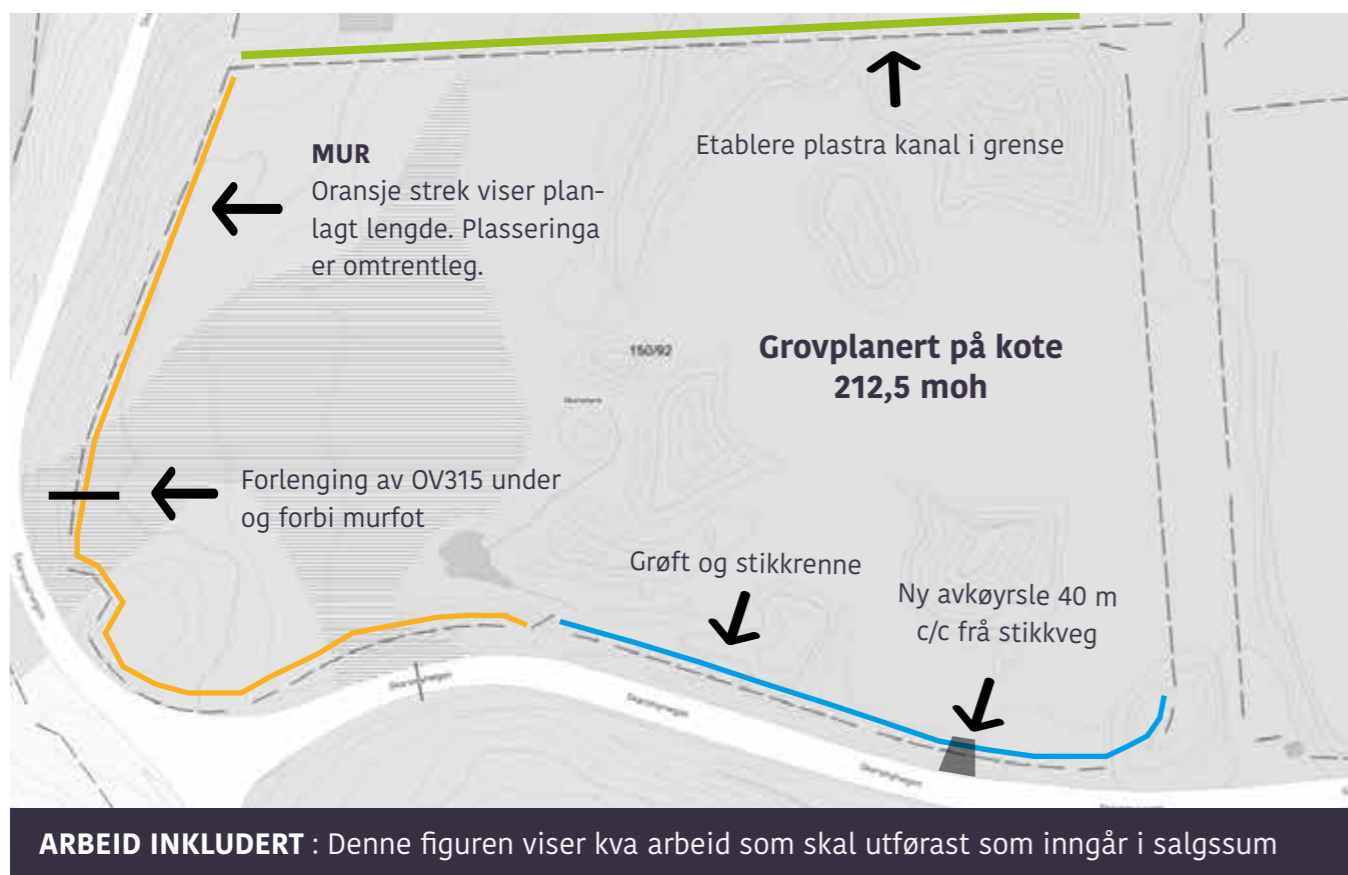 Etablere plastra kanal i grense
MUR
Oransje strek viser plan-
lagt lengde. Plasseringa
er omtrentleg.
150/92
Grovplanert på kote
212,5 moh
Forlenging av OV315 under
og forbi murfot
Grøft og stikkrenne
Ny avkøyrsle 40 m
c/c frå stikkveg
ARBEID INKLUDERT : Denne figuren viser kva arbeid som skal utførast som inngår i salgssum